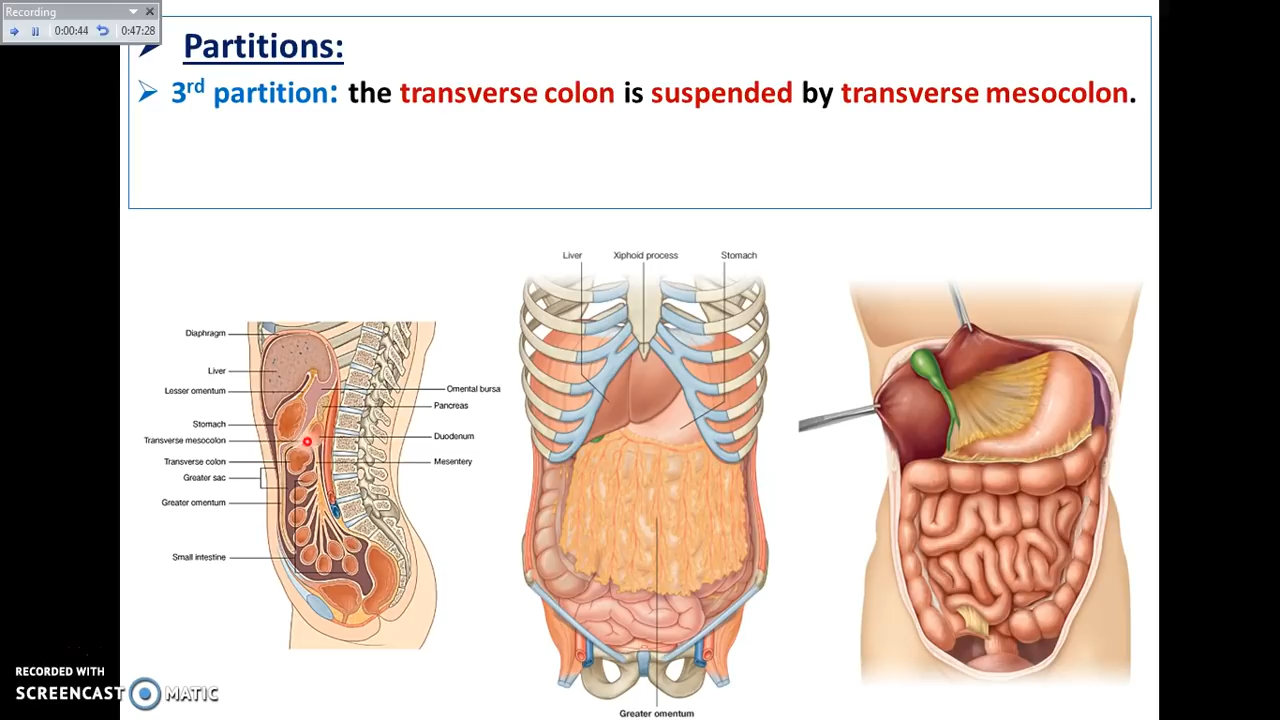 Recording
0:00:44 0:47:28
Partitions:
3rd partition: the transverse colon is suspended by transverse mesocolon.
Liver Xiphoid process Stomach
Diaphragm
Liver
Lesser omentum
Stomach
Transverse mesocolon
Transverse colon
Greater sac
Greater omentum
Small intestine
Omental bursa
Pancreas
Duodenum
Mesentery
Greater omentum
RECORDED WITH
SCREENCAST MATIC